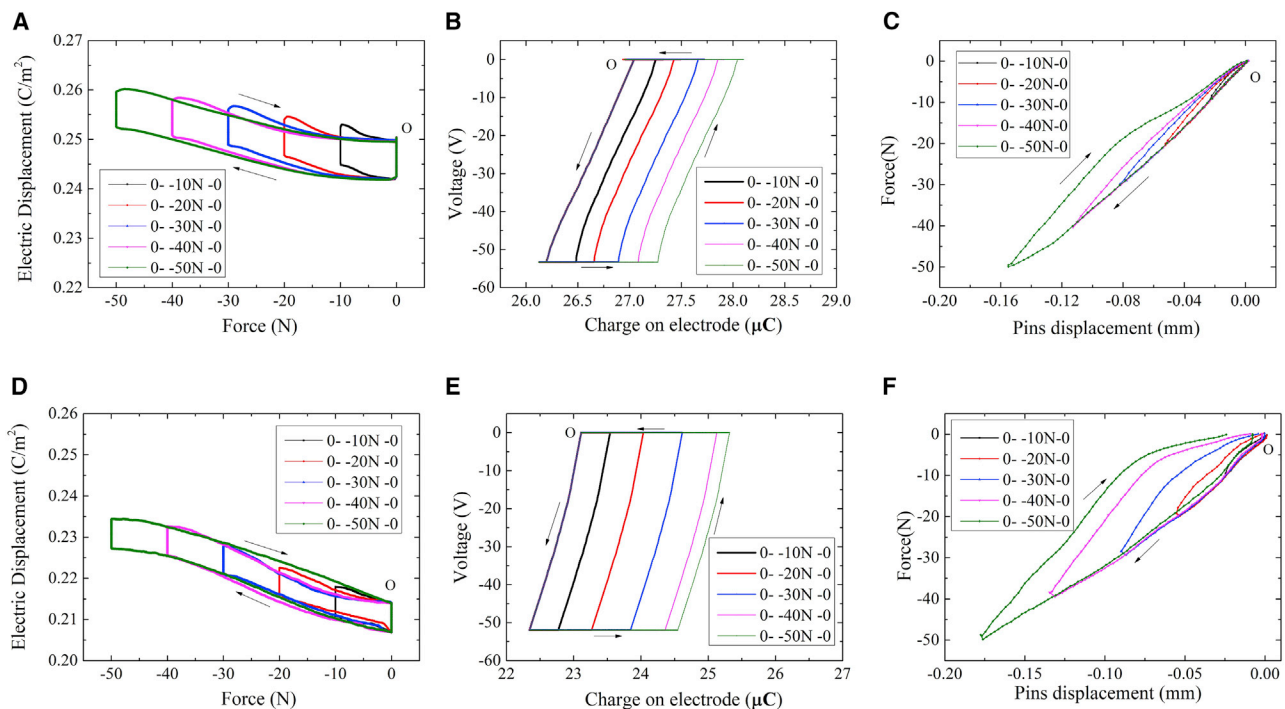 A
Electric Displacement (C/m²)
0.27
0.26
0.25
0.24
0.23
0.22
O
0- -10N -0
0- -20N -0
0- -30N -0
0- -40N -0
0- -50N -0
-50 -40 -30 -20 -10 0
Force (N)
B
Voltage (V)
0
-10
-20
-30
-40
-50
-60
O
0- -10N -0
0- -20N -0
0- -30N -0
0- -40N -0
0- -50N -0
26.0 26.5 27.0 27.5 28.0 28.5 29.0
Charge on electrode (μC)
C
Force(N)
0
-10
-20
-30
-40
-50
0- -10N-0
0- -20N-0
0- -30N-0
0- -40N-0
0- -50N-0
O
-0.20 -0.16 -0.12 -0.08 -0.04 0.00
Pins displacement (mm)
D
Electric Displacement (C/m²)
0.26
0.25
0.24
0.23
0.22
0.21
0.20
0- -10N -0
0- -20N -0
0- -30N -0
0- -40N -0
0- -50N -0
O
-50 -40 -30 -20 -10 0
Force (N)
E
Voltage (V)
0
-10
-20
-30
-40
-50
-60
O
0- -10N -0
0- -20N -0
0- -30N -0
0- -40N -0
0- -50N -0
22 23 24 25 26 27
Charge on electrode (μC)
F
Force(N)
0
-10
-20
-30
-40
-50
0- -10N-0
0- -20N-0
0- -30N-0
0- -40N-0
0- -50N-0
O
-0.20 -0.15 -0.10 -0.05 0.00
Pins displacement (mm)